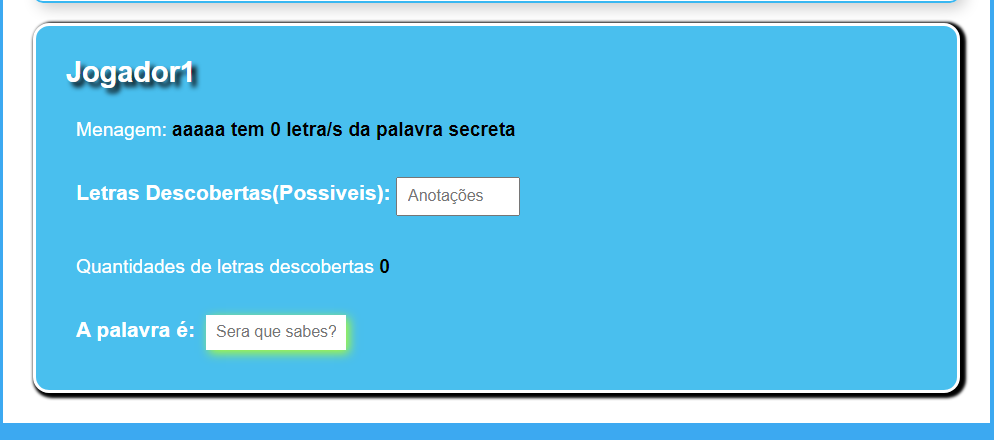 Jogador1
Menagem: aaaaa tem 0 letra/s da palavra secreta
Letras Descobertas(Possiveis): Anotações
Quantidades de letras descobertas 0
A palavra é: Sera que sabes?